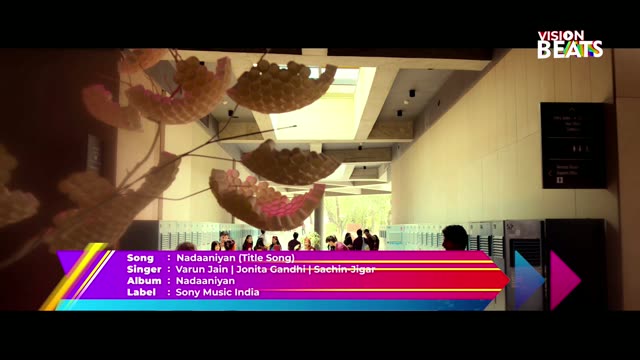 VISION
BEATS
Song : Nadaaniyan (Title Song)
Singer : Varun Jain | Jonita Gandhi | Sachin-Jigar
Album : Nadaaniyan
Label : Sony Music India